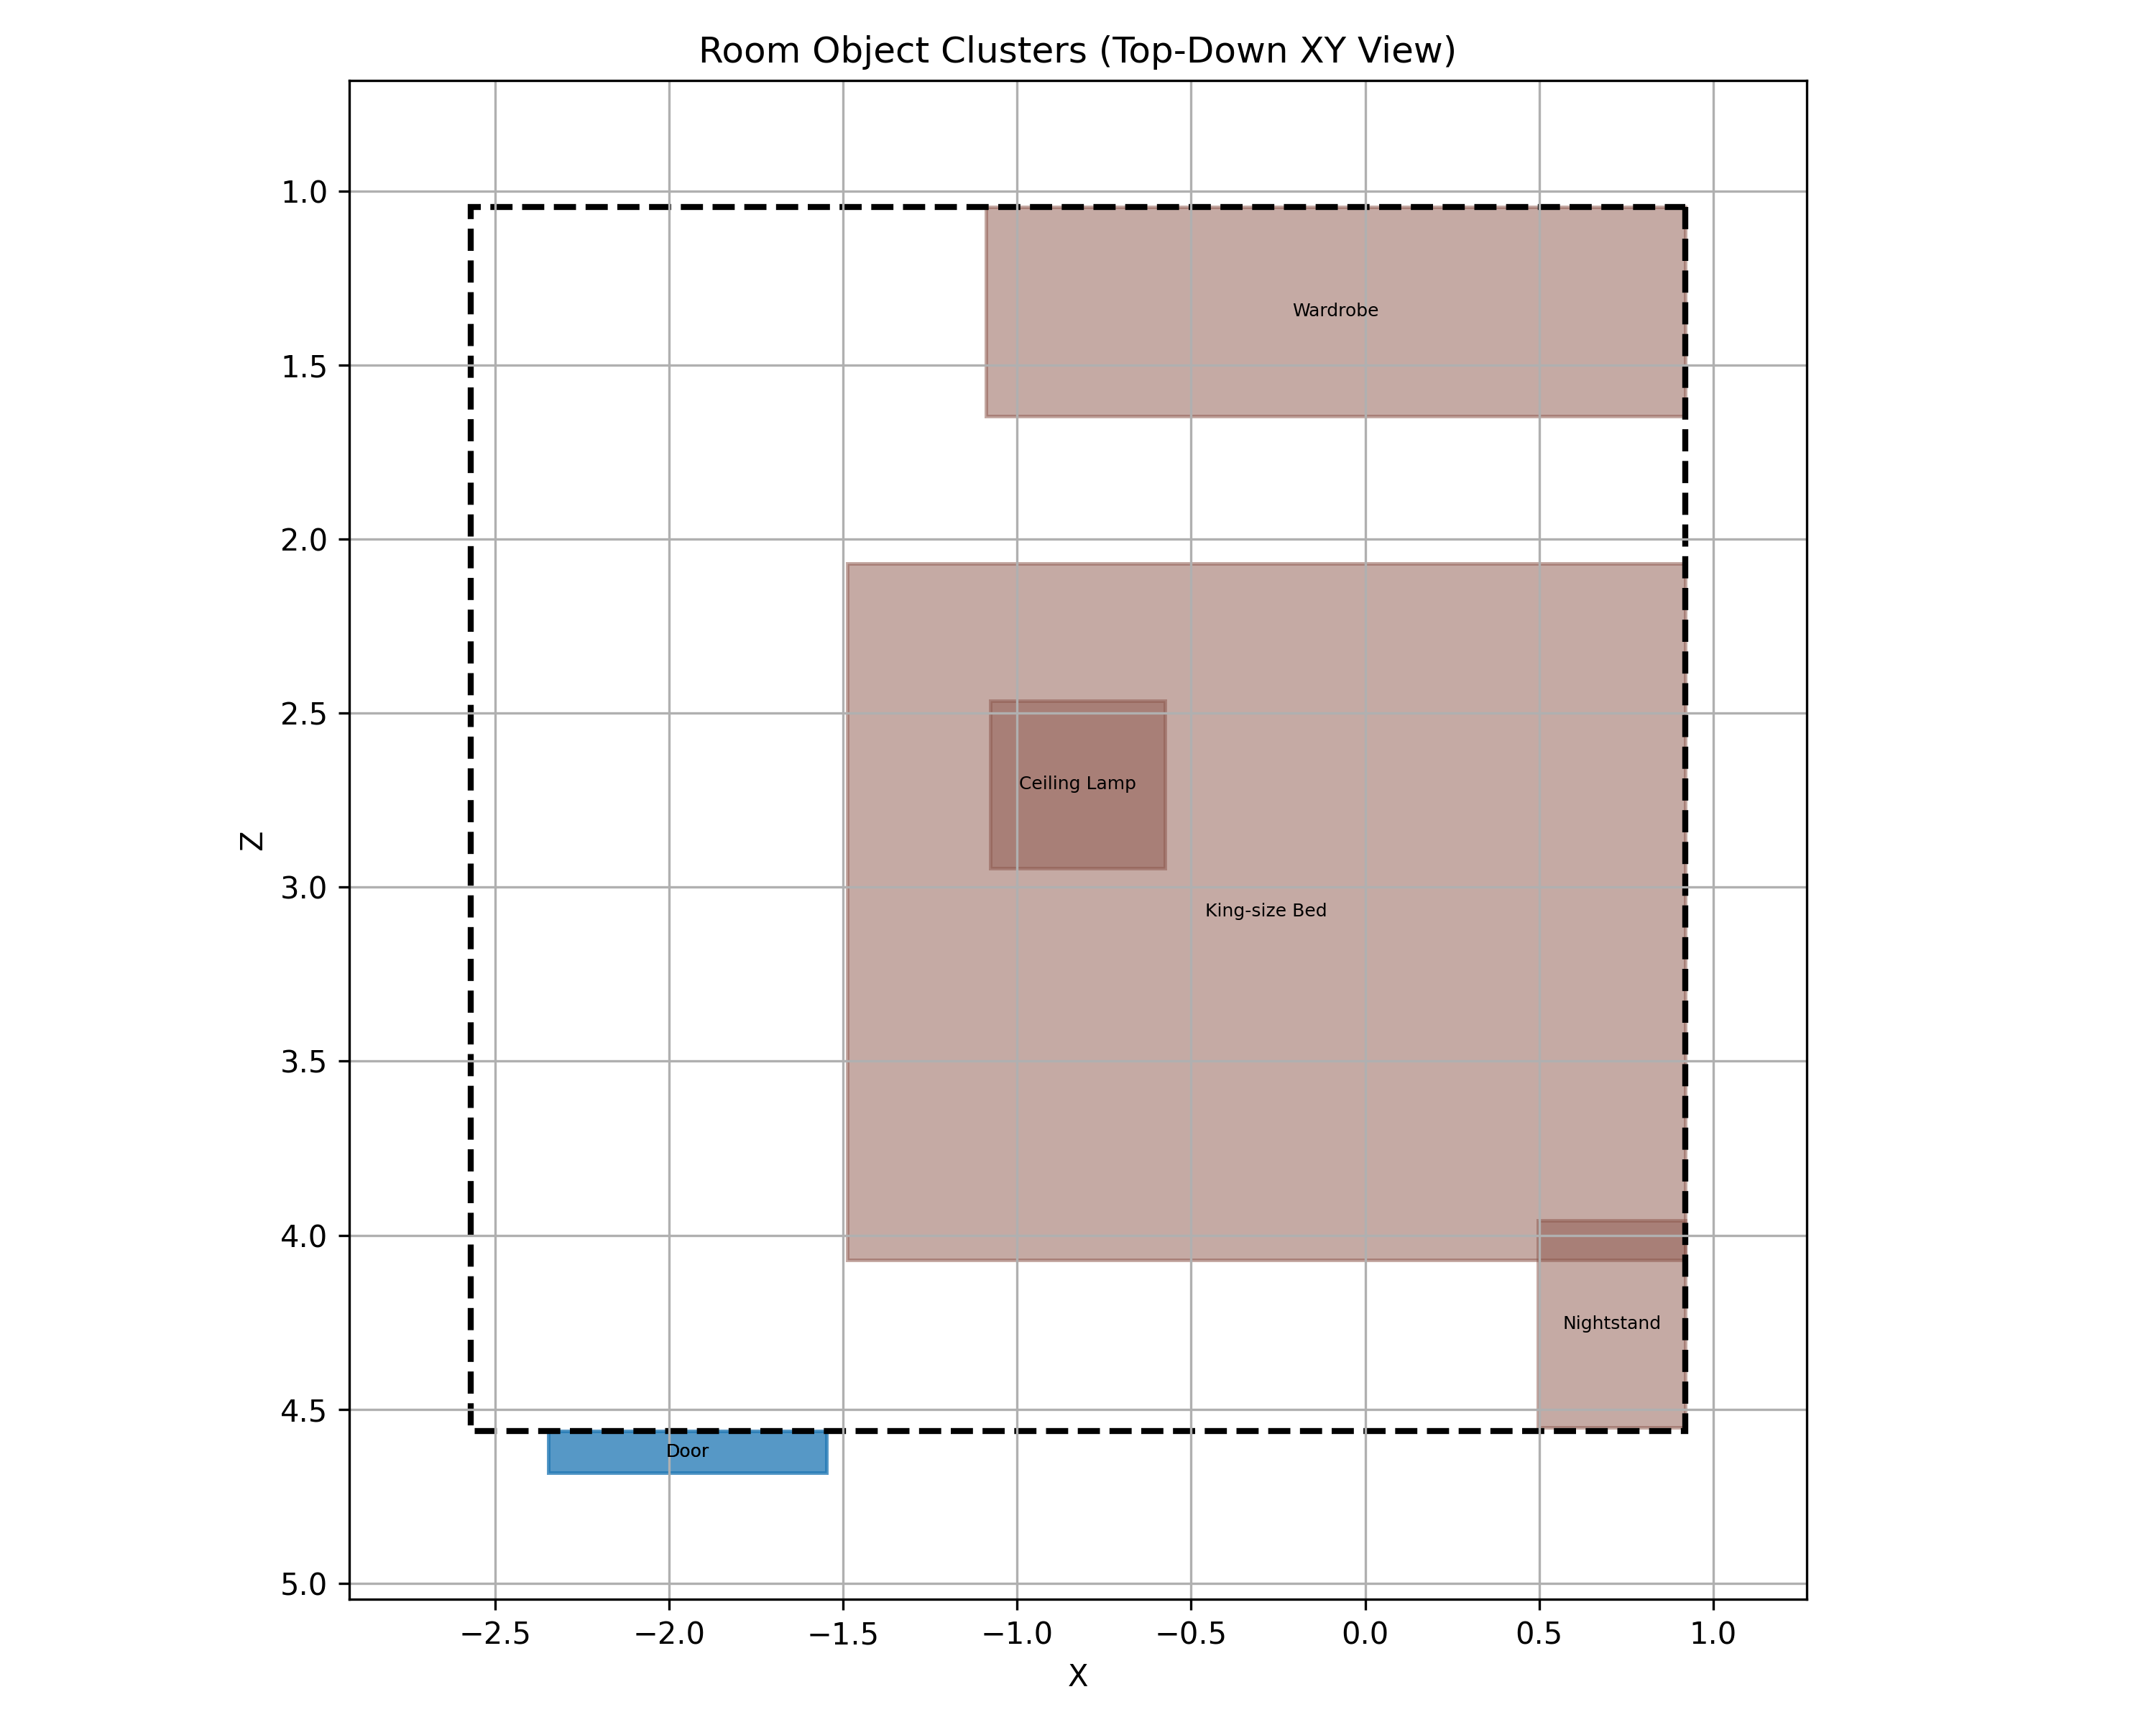 Room Object Clusters (Top-Down XY View)
1.0
Wardrobe
1.5
2.0
2.5
Ceiling Lamp
Z
3.0
King-size Bed
3.5
4.0
Nightstand
4.5
Door
5.0
−2.5 −2.0 −1.5 −1.0 −0.5 0.0 0.5 1.0
X